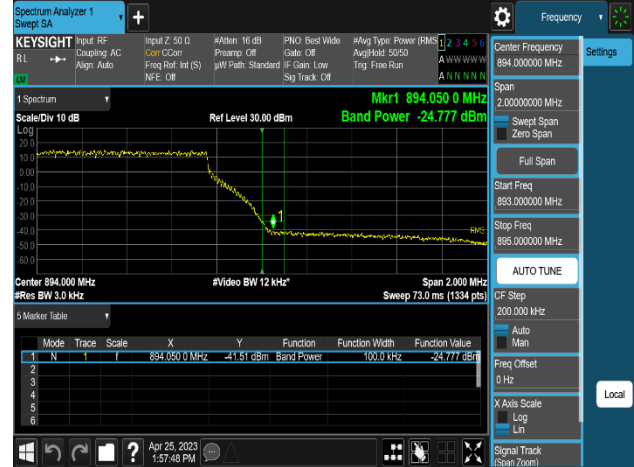 Spectrum Analyzer 1
Swept SA
Frequency
KEYSIGHT
RL
LXI
Input: RF
Coupling: AC
Align: Auto
Input Z: 50 Ω
Corr CCorr
Freq Ref: Int (S)
NFE: Off
#Atten: 16 dB
Preamp: Off
µW Path: Standard
PNO: Best Wide
Gate: Off
IF Gain: Low
Sig Track: Off
#Avg Type: Power (RMS
Avg|Hold: 50/50
Trig: Free Run
1 2 3 4 5 6
A WW WW W
A N N N N N
1 Spectrum
Scale/Div 10 dB
Ref Level 30.00 dBm
Mkr1 894.050 0 MHz
Band Power -24.777 dBm
Log
20.0
10.0
0.00
-10.0
-20.0
-30.0
-40.0
-50.0
-60.0
1
RMS
Center 894.000 MHz
#Res BW 3.0 kHz
#Video BW 12 kHz*
Span 2.000 MHz
Sweep 73.0 ms (1334 pts)
5 Marker Table
Mode Trace Scale X Y Function Function Width Function Value
1 N 1 f 894.050 0 MHz -41.51 dBm Band Power 100.0 kHz -24.777 dBm
2
3
4
5
6
Apr 25, 2023
1:57:48 PM
Center Frequency
894.000000 MHz
Settings
Span
2.00000000 MHz
Swept Span
Zero Span
Full Span
Start Freq
893.000000 MHz
Stop Freq
895.000000 MHz
AUTO TUNE
CF Step
200.000 kHz
Auto
Man
Freq Offset
0 Hz
X Axis Scale
Log
Lin
Signal Track
(Span Zoom)
Local